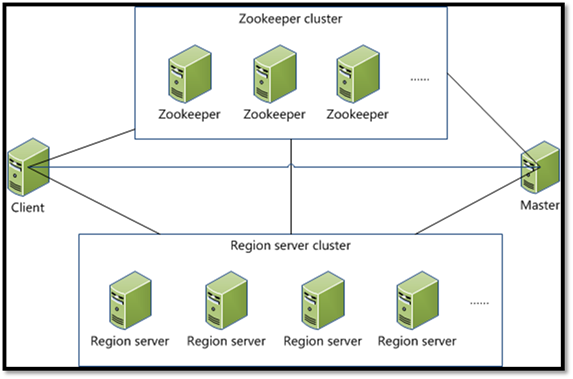 Zookeeper cluster
Zookeeper Zookeeper Zookeeper ......
Client
Master
Region server cluster
Region server Region server Region server Region server ......